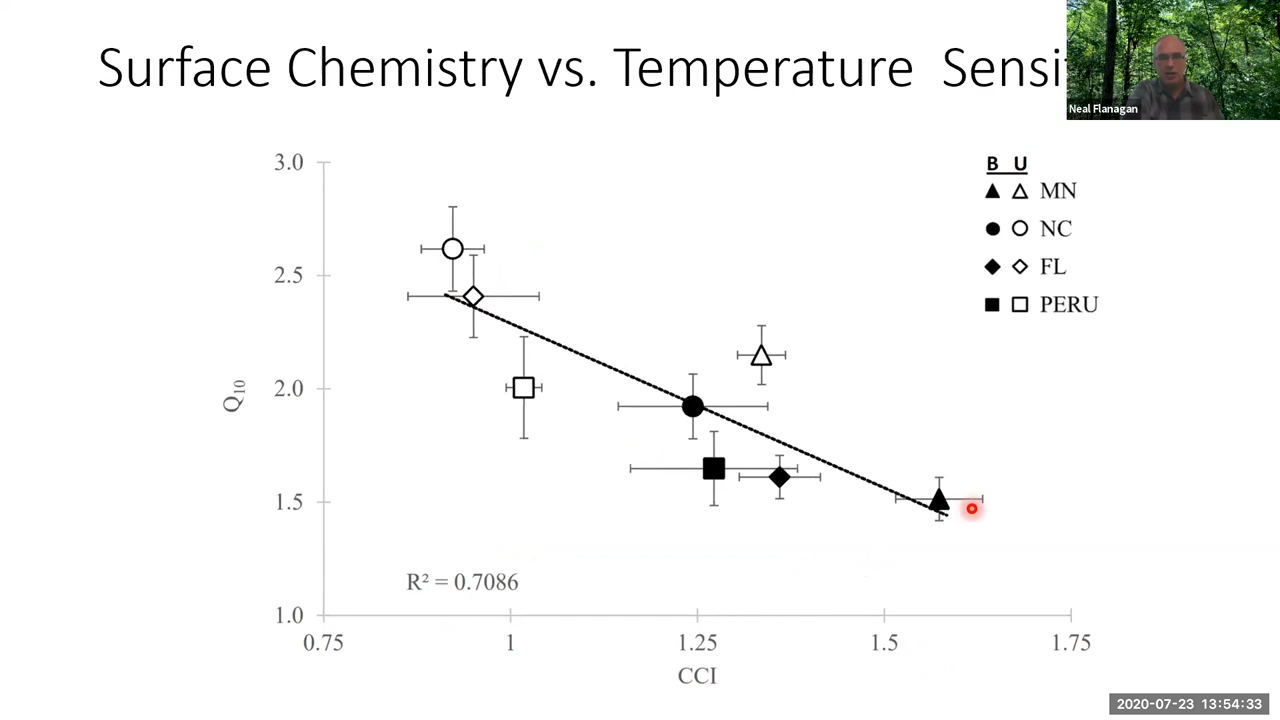 Surface Chemistry vs. Temperature Sensi
Neal Flanagan
3.0
2.5
2.0
1.5
1.0
Q10
B U
MN
NC
FL
PERU
R² = 0.7086
0.75 1 1.25 1.5 1.75
CCI
2020-07-23 13:54:33